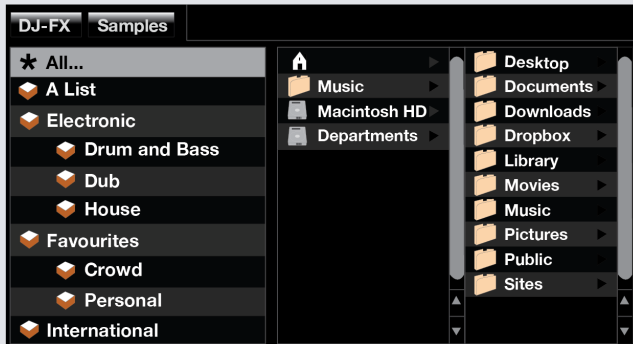 DJ-FX Samples
All...
A List
Electronic
Drum and Bass
Dub
House
Favourites
Crowd
Personal
International
Music
Macintosh HD
Departments
Desktop
Documents
Downloads
Dropbox
Library
Movies
Music
Pictures
Public
Sites